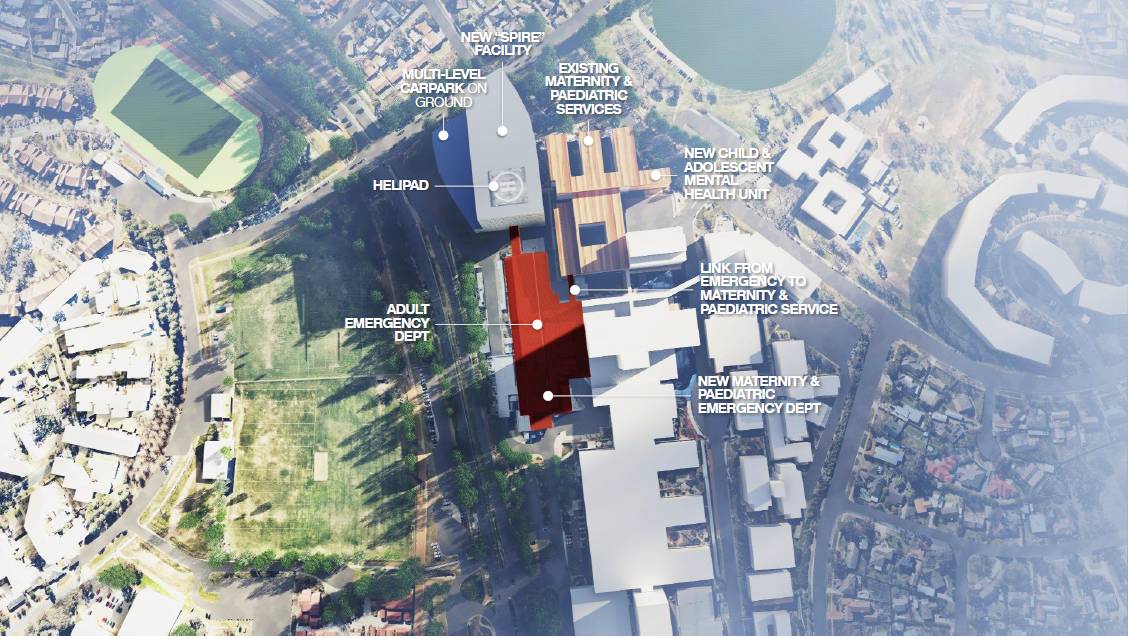 NEW “SPIRE”
FACILITY
MULTI-LEVEL
CARPARK ON
GROUND
EXISTING
MATERNITY &
PAEDIATRIC
SERVICES
HELIPAD
NEW CHILD &
ADOLESCENT
MENTAL
HEALTH UNIT
LINK FROM
EMERGENCY TO
MATERNITY &
PAEDIATRIC SERVICE
ADULT
EMERGENCY
DEPT
NEW MATERNITY &
PAEDIATRIC
EMERGENCY DEPT